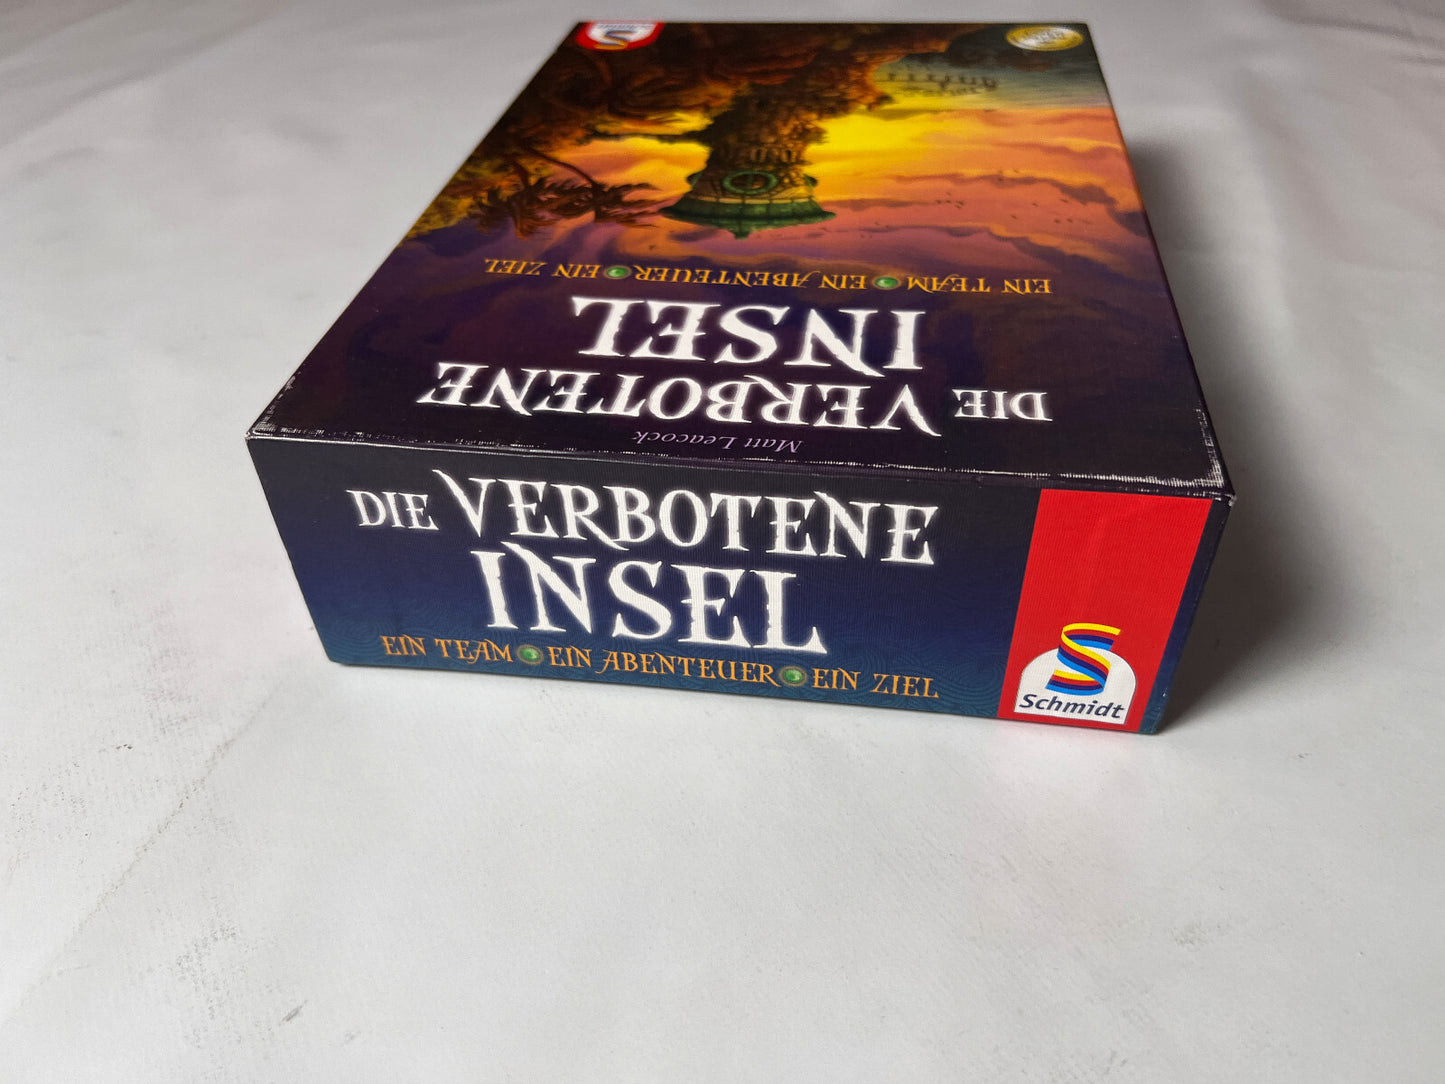 Schmidt
EIN TEAM EIN ABENTEUER EIN ZIEL
DIE VERBOTENE
INSEL
Matt Leacock
DIE VERBOTENE
INSEL
EIN TEAM EIN ABENTEUER EIN ZIEL
Schmidt